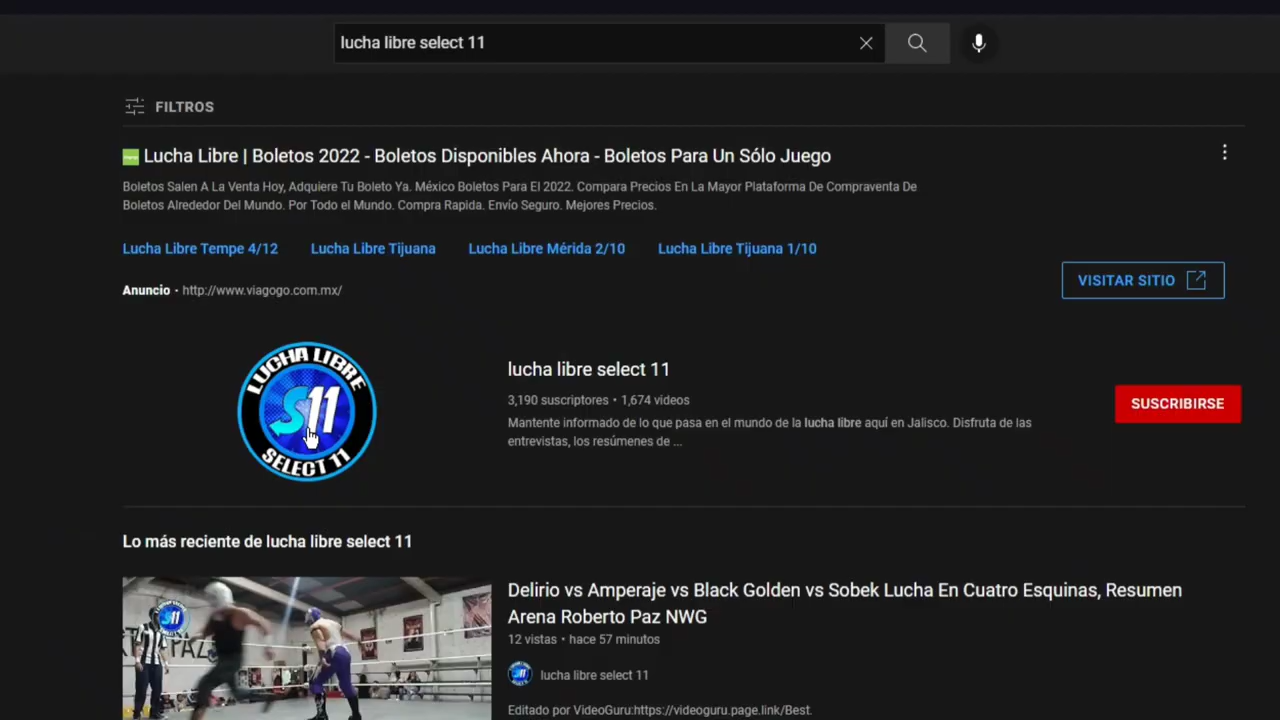 lucha libre select 11
FILTROS
Lucha Libre | Boletos 2022 - Boletos Disponibles Ahora - Boletos Para Un Sólo Juego
Boletos Salen A La Venta Hoy, Adquiere Tu Boleto Ya. México Boletos Para El 2022. Compara Precios En La Mayor Plataforma De Compraventa De
Boletos Alrededor Del Mundo. Por Todo el Mundo. Compra Rapida. Envío Seguro. Mejores Precios.
Lucha Libre Tempe 4/12 Lucha Libre Tijuana Lucha Libre Mérida 2/10 Lucha Libre Tijuana 1/10
VISITAR SITIO
Anuncio · http://www.viagogo.com.mx/
LUCHA LIBRE
S11
SELECT 11
lucha libre select 11
3,190 suscriptores • 1,674 videos
Mantente informado de lo que pasa en el mundo de la lucha libre aquí en Jalisco. Disfruta de las
entrevistas, los resúmenes de ...
SUSCRIBIRSE
Lo más reciente de lucha libre select 11
S11
Delirio vs Amperaje vs Black Golden vs Sobek Lucha En Cuatro Esquinas, Resumen
Arena Roberto Paz NWG
12 vistas • hace 57 minutos
S11
lucha libre select 11
Editado por VideoGuru:https://videoguru.page.link/Best.